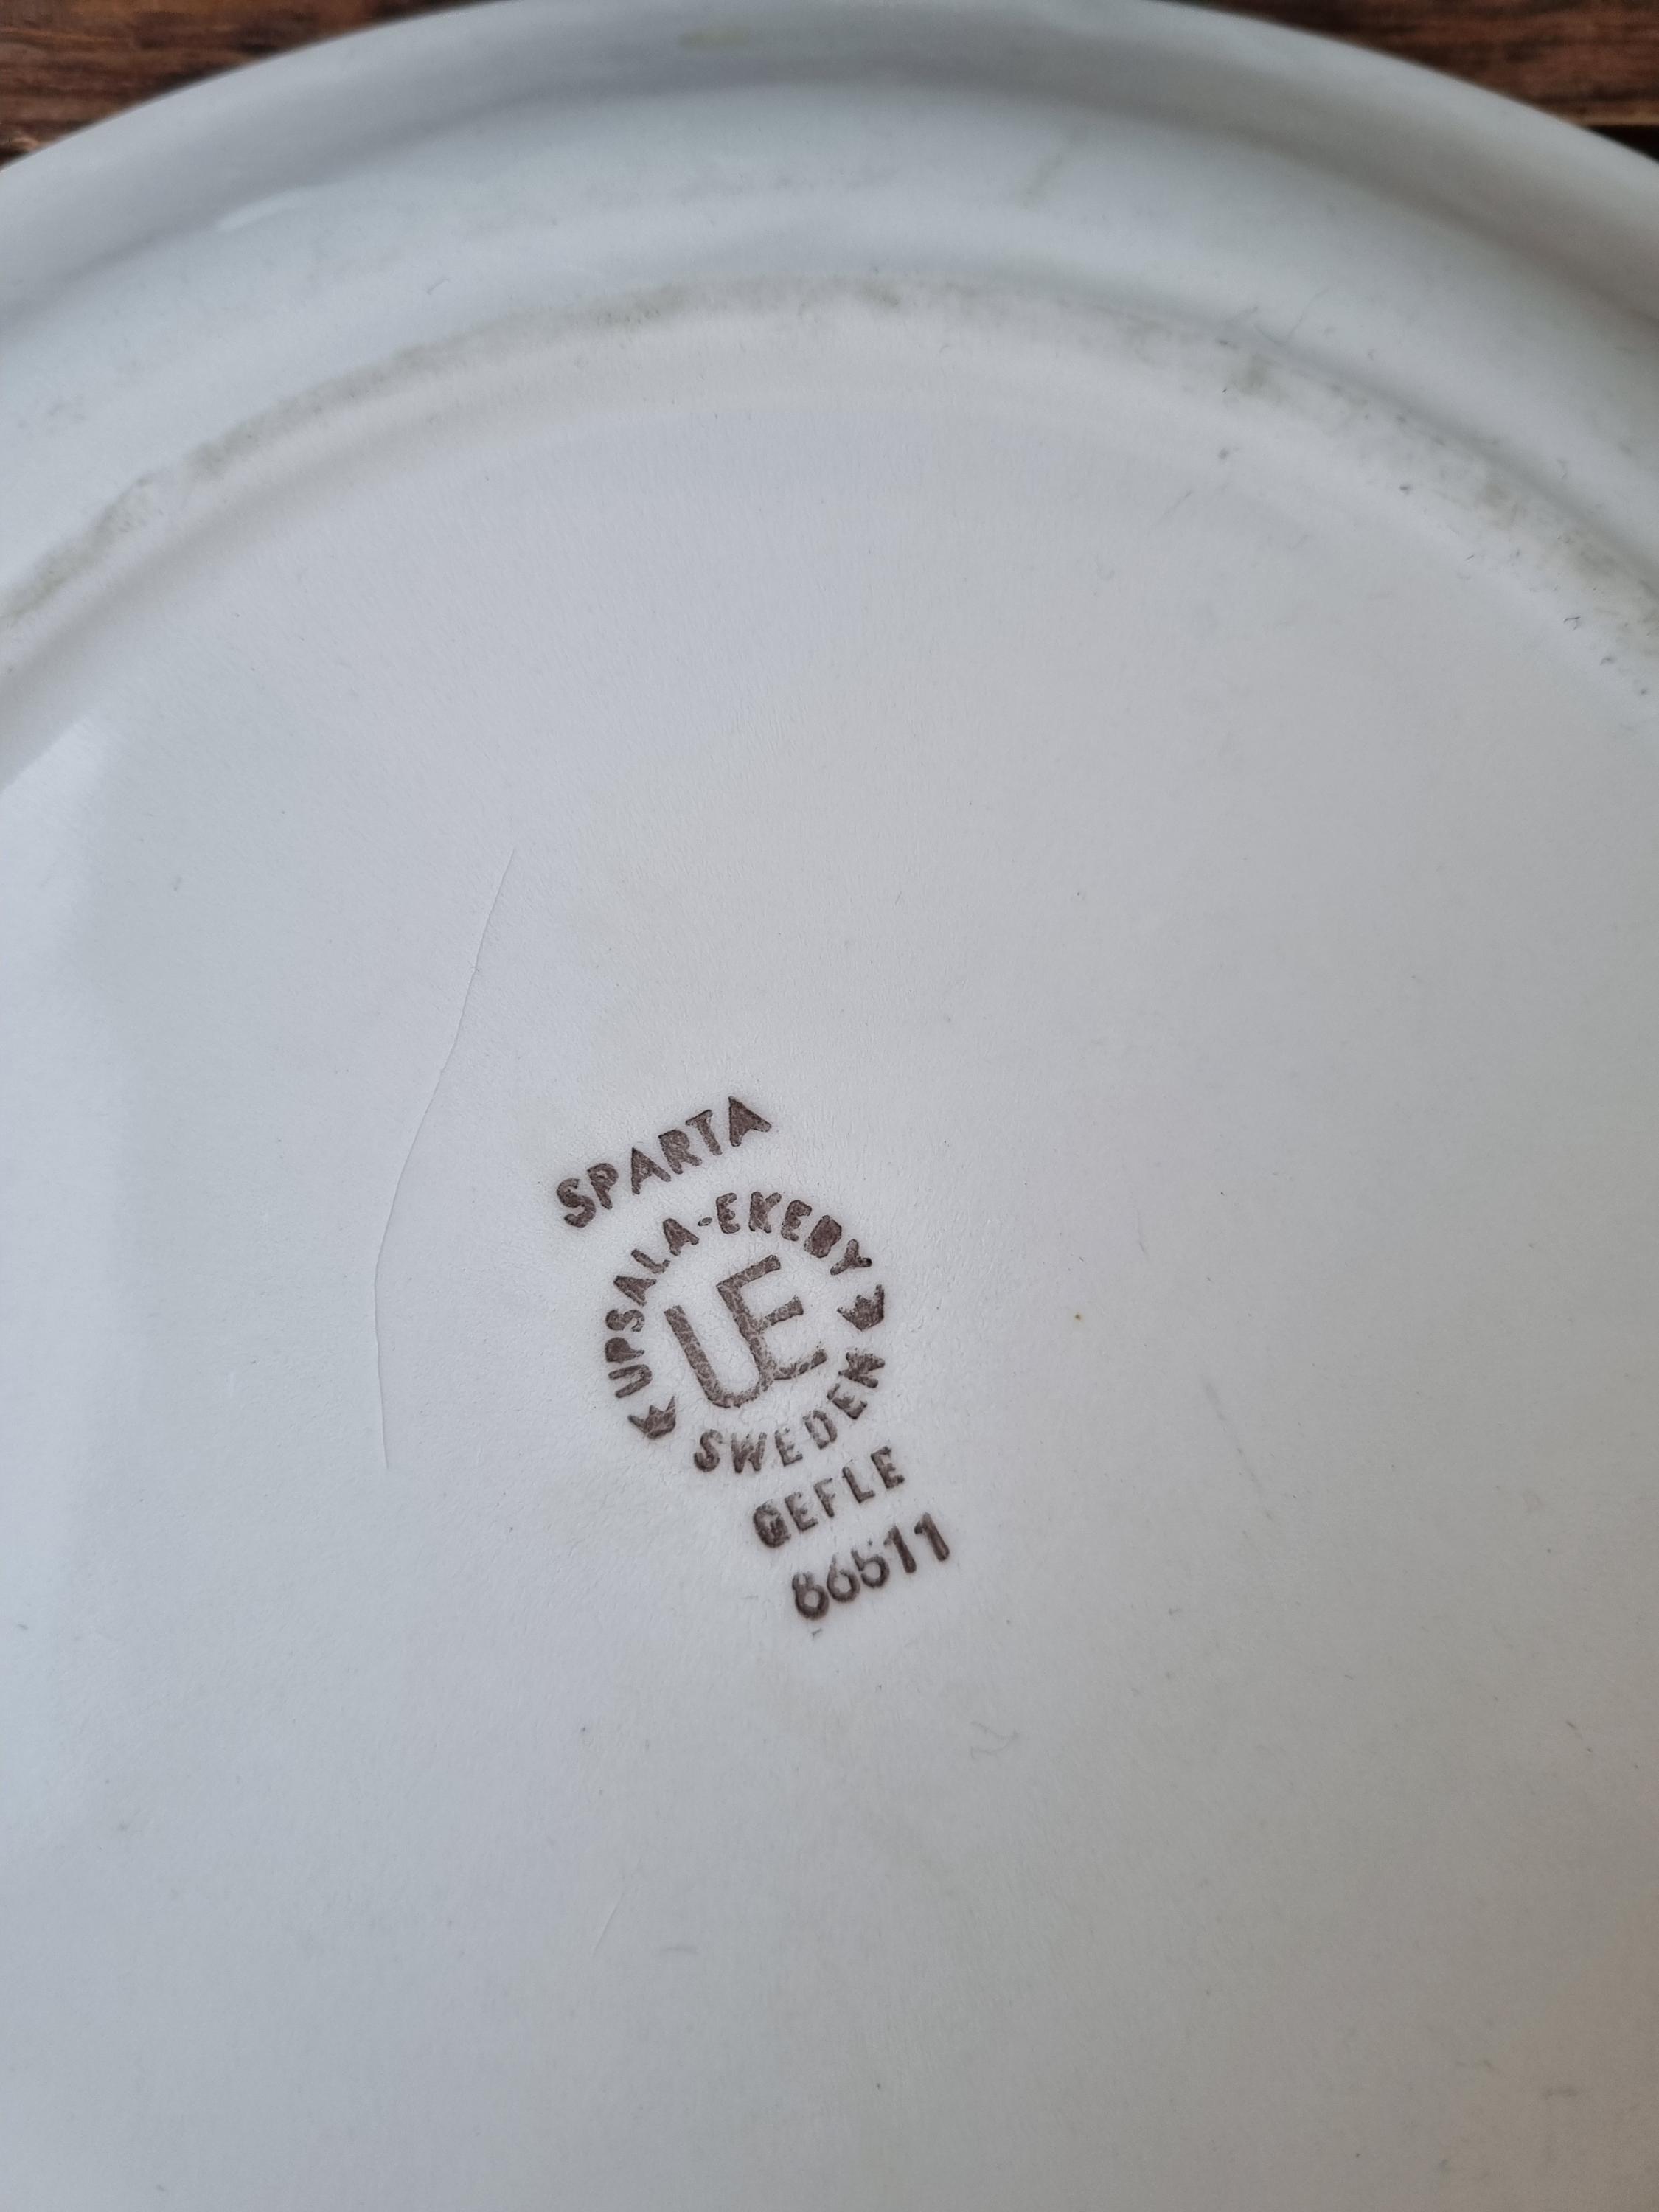 SPARTA
UPSALA-EKEBY
UE
SWEDEN
GEFLE
86511